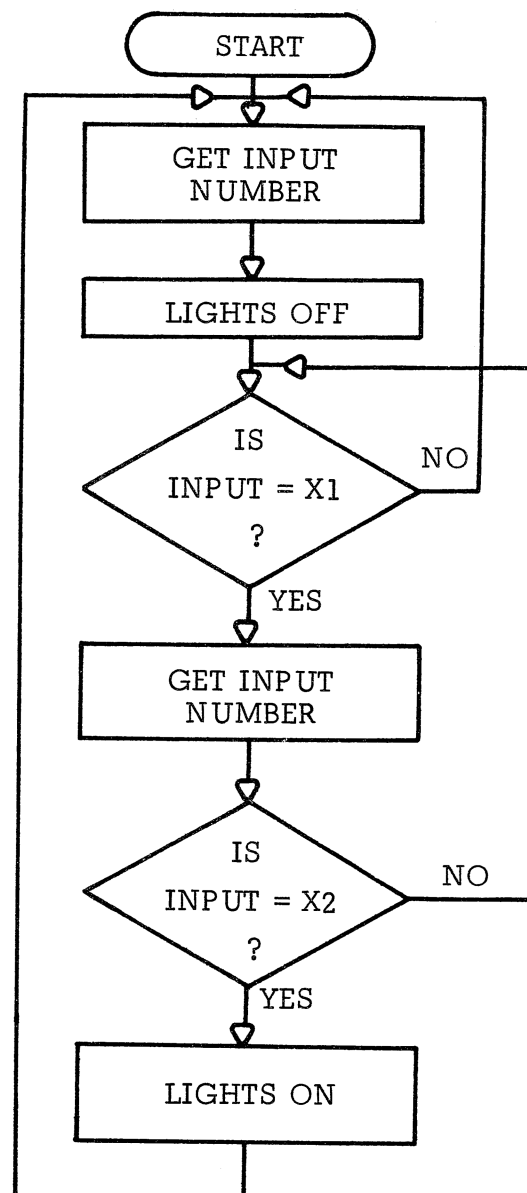 START
GET INPUT
NUMBER
LIGHTS OFF
IS
INPUT = X1
?
NO
YES
GET INPUT
NUMBER
IS
INPUT = X2
?
NO
YES
LIGHTS ON